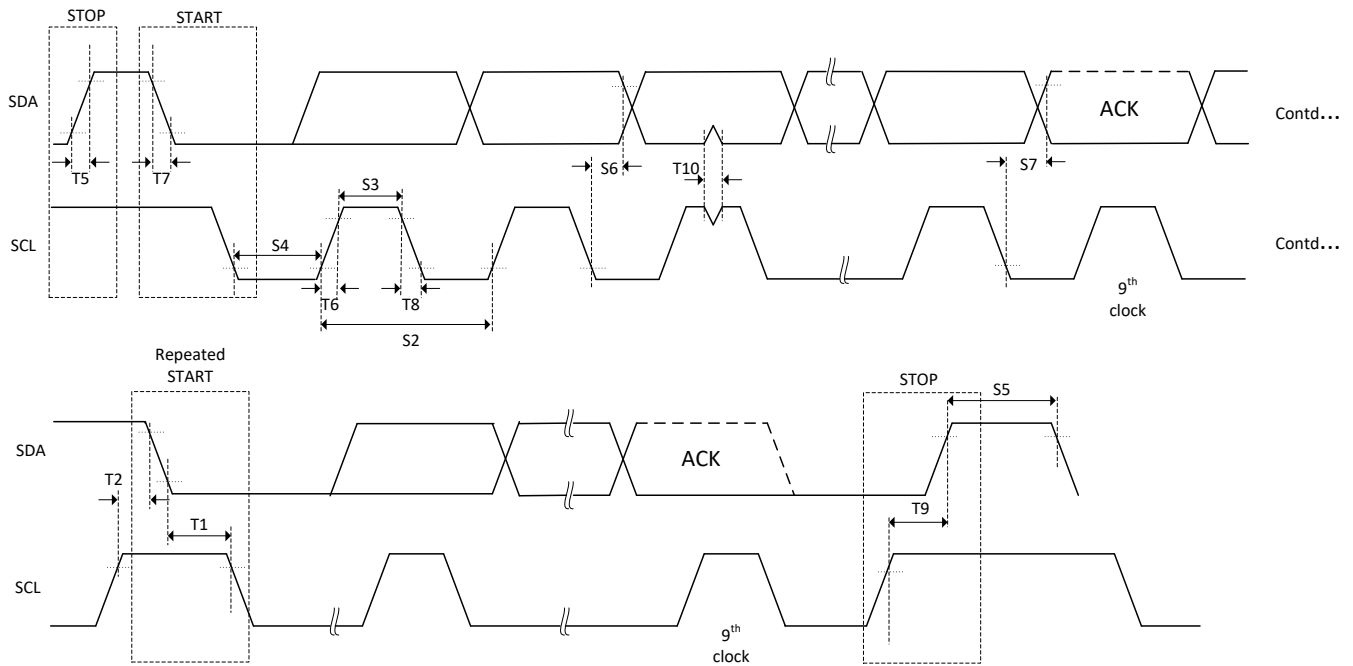 STOP
START
SDA
T5
T7
S6
T10
ACK
S7
Contd...
SCL
S4
S3
T6
T8
S2
9th
clock
Contd...
Repeated
START
STOP
S5
SDA
T2
T1
ACK
T9
SCL
9th
clock